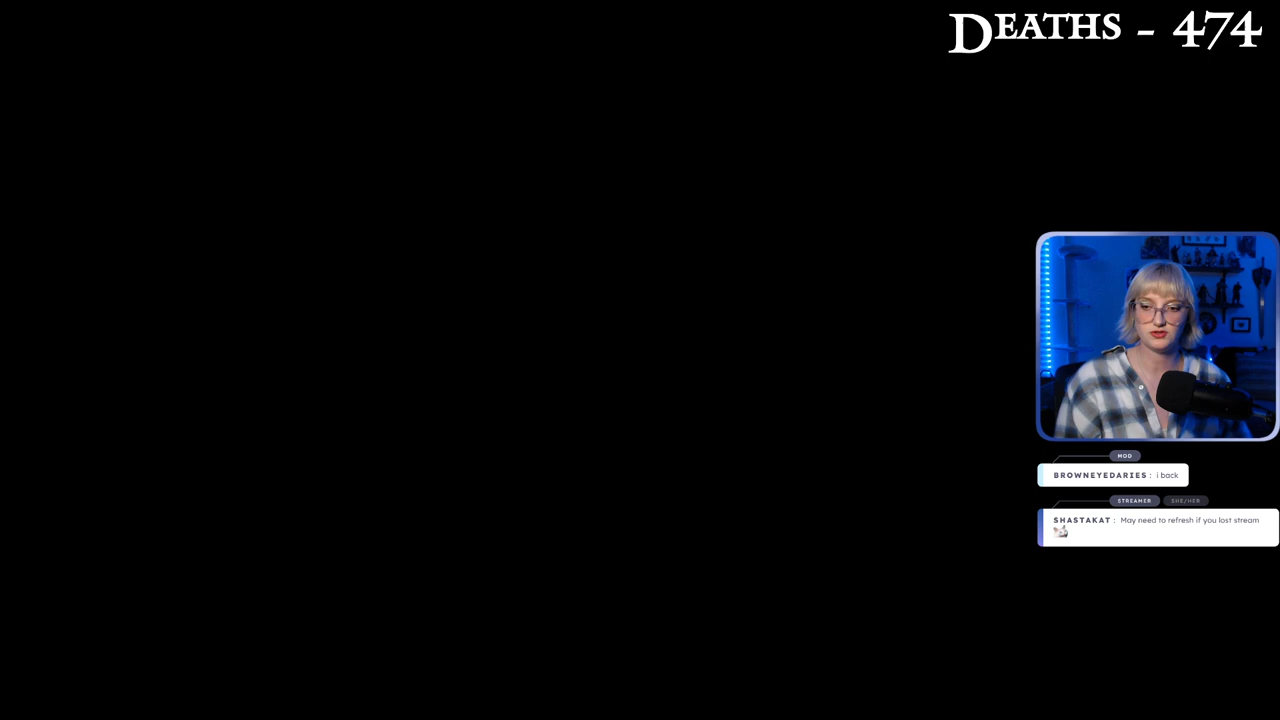 DEATHS - 474
MOD
BROWNEYEDARIES : i back
STREAMER SHE/HER
SHASTAKAT : May need to refresh if you lost stream